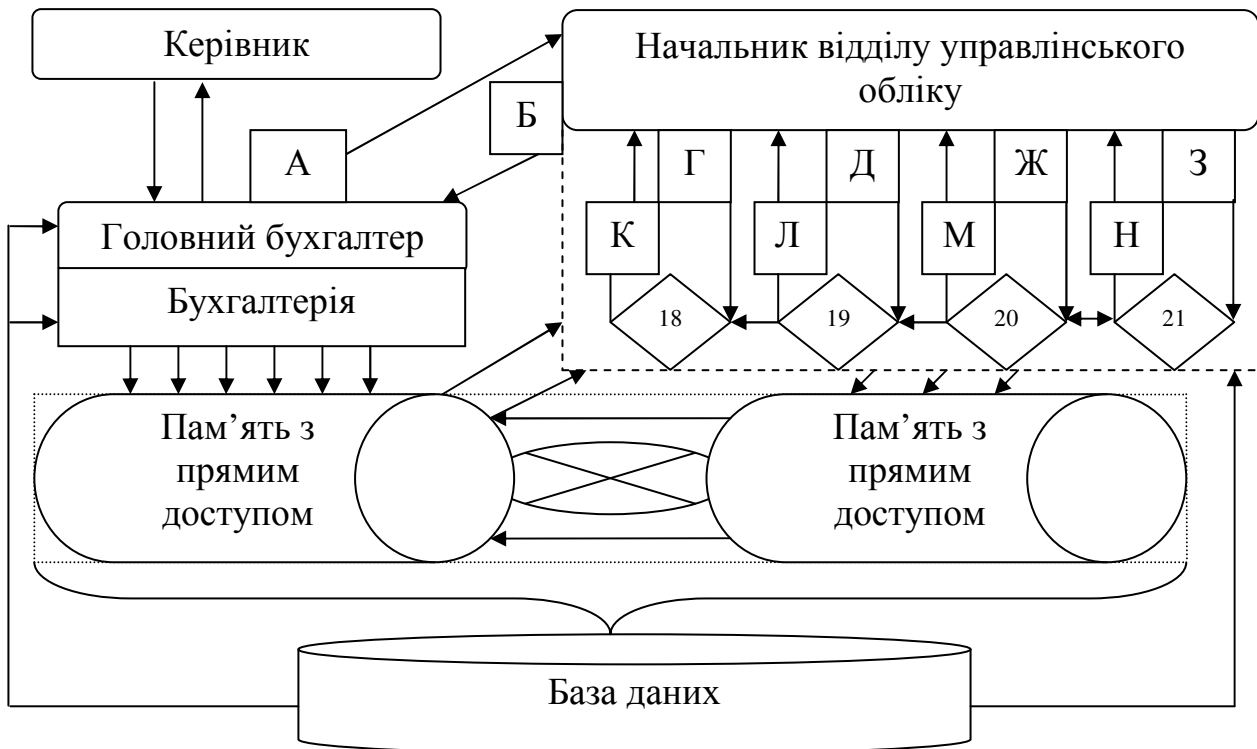 Керівник
Начальник відділу управлінського
обліку
А
Б
Г
Д
Ж
З
К
Л
М
Н
Головний бухгалтер
Бухгалтерія
18
19
20
21
Пам’ять з
прямим
доступом
Пам’ять з
прямим
доступом
База даних